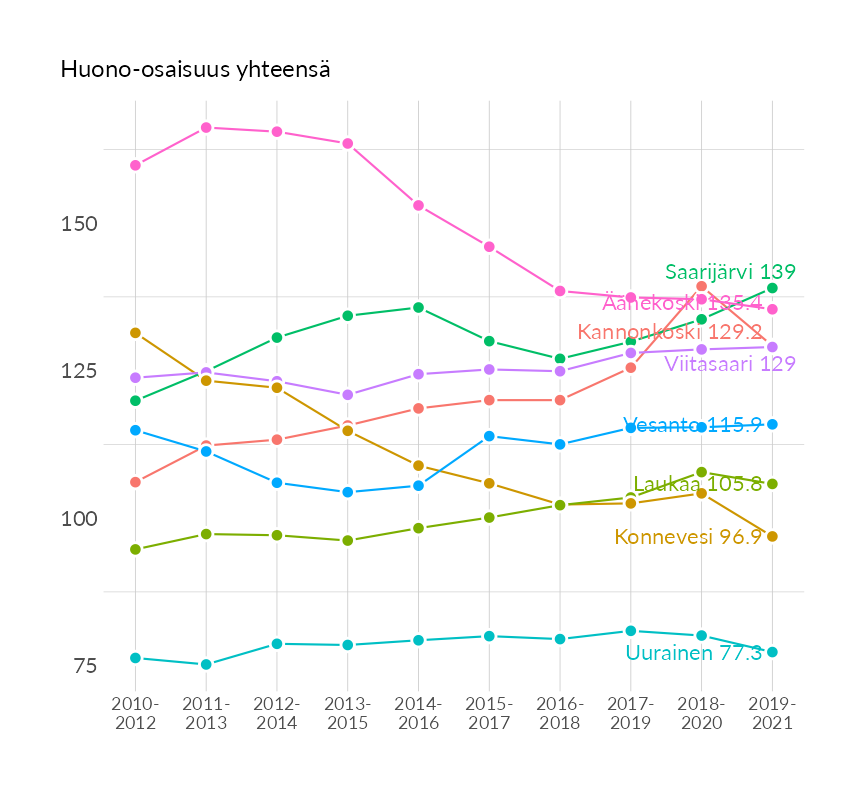 Huono-osaisuus yhteensä
150
125
100
75
Saarijärvi 139
Äänekoski 135.4
Kannonkoski 129.2
Viitasaari 129
Vesanto 115.9
Laukaa 105.8
Konnevesi 96.9
Uurainen 77.3
2010- 2011- 2012- 2013- 2014- 2015- 2016- 2017- 2018- 2019-
2012 2013 2014 2015 2016 2017 2018 2019 2020 2021